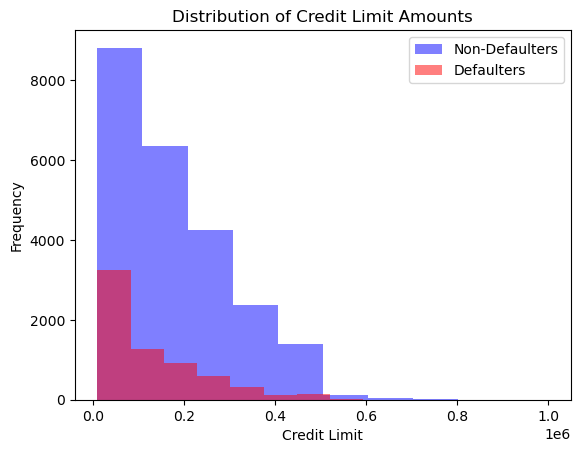 Distribution of Credit Limit Amounts
Non-Defaulters
Defaulters
Frequency
8000
6000
4000
2000
0
0.0 0.2 0.4 0.6 0.8 1.0
1e6
Credit Limit